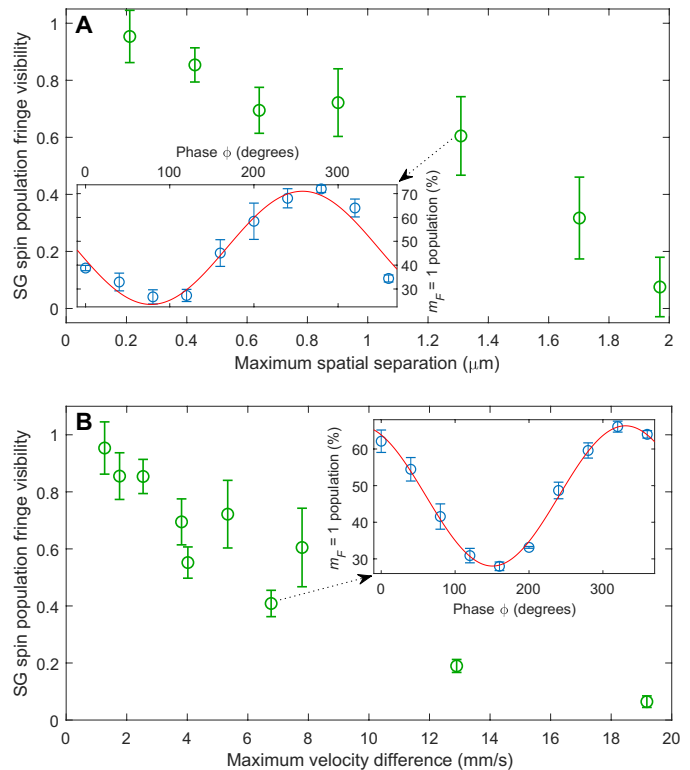 A
SG spin population fringe visibility
1
0.8
0.6
0.4
0.2
0
0 0.2 0.4 0.6 0.8 1 1.2 1.4 1.6 1.8 2
Maximum spatial separation (μm)
Phase ϕ (degrees)
0 100 200 300
70
60
50
40
30
m_F = 1 population (%)
B
SG spin population fringe visibility
1
0.8
0.6
0.4
0.2
0
0 2 4 6 8 10 12 14 16 18 20
Maximum velocity difference (mm/s)
m_F = 1 population (%)
60
50
40
30
0 100 200 300
Phase ϕ (degrees)